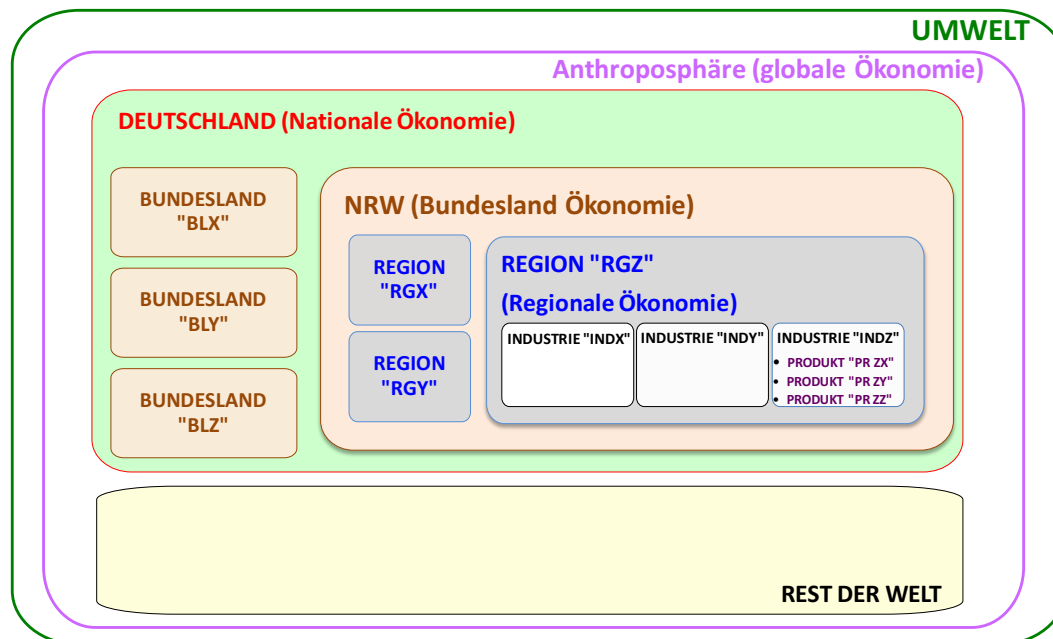 UMWELT
Anthroposphäre (globale Ökonomie)
DEUTSCHLAND (Nationale Ökonomie)
BUNDESLAND
"BLX"
BUNDESLAND
"BLY"
BUNDESLAND
"BLZ"
NRW (Bundesland Ökonomie)
REGION
"RGX"
REGION
"RGY"
REGION "RGZ"
(Regionale Ökonomie)
INDUSTRIE "INDX"
INDUSTRIE "INDY"
INDUSTRIE "INDZ"
• PRODUKT "PR ZX"
• PRODUKT "PR ZY"
• PRODUKT "PR ZZ"
REST DER WELT